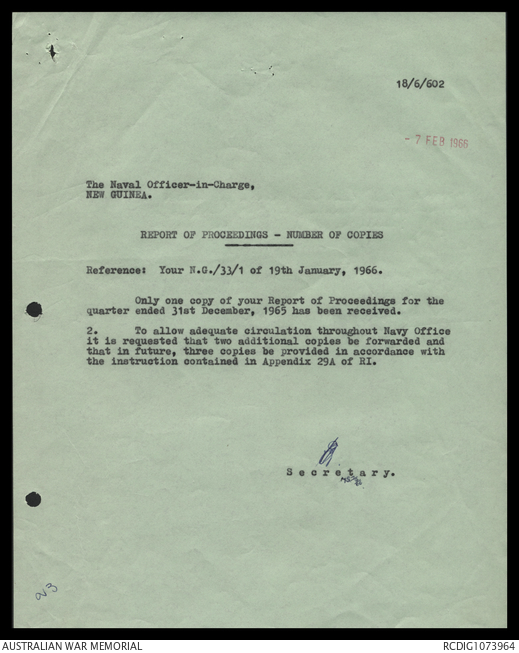 18/6/602
- 7 FEB 1966
The Naval Officer-in-Charge,
NEW GUINEA.
REPORT OF PROCEEDINGS - NUMBER OF COPIES
Reference: Your N.G./33/1 of 19th January, 1966.
Only one copy of your Report of Proceedings for the
quarter ended 31st December, 1965 has been received.
2. To allow adequate circulation throughout Navy Office
it is requested that two additional copies be forwarded and
that in future, three copies be provided in accordance with
the instruction contained in Appendix 29A of RI.
Secretary.
23
AUSTRALIAN WAR MEMORIAL
RCDIG1073964